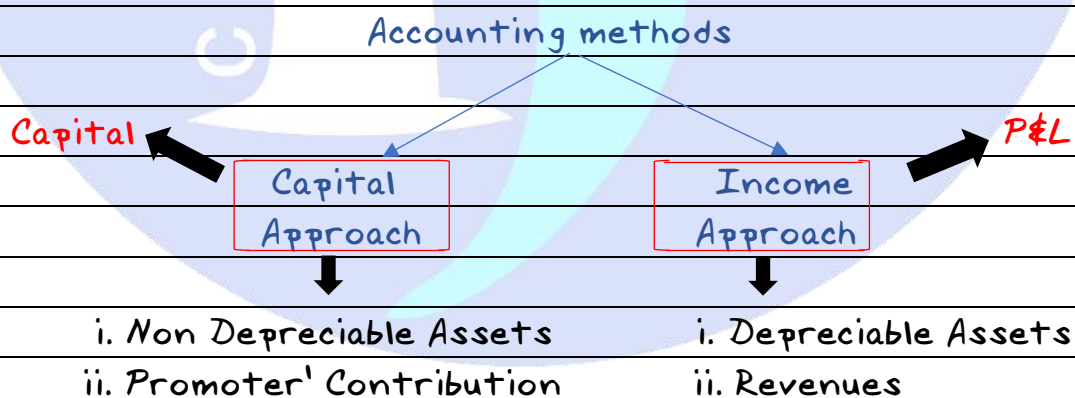 Accounting methods
Capital P&L
Capital Income
Approach Approach
i. Non Depreciable Assets i. Depreciable Assets
ii. Promoter' Contribution ii. Revenues